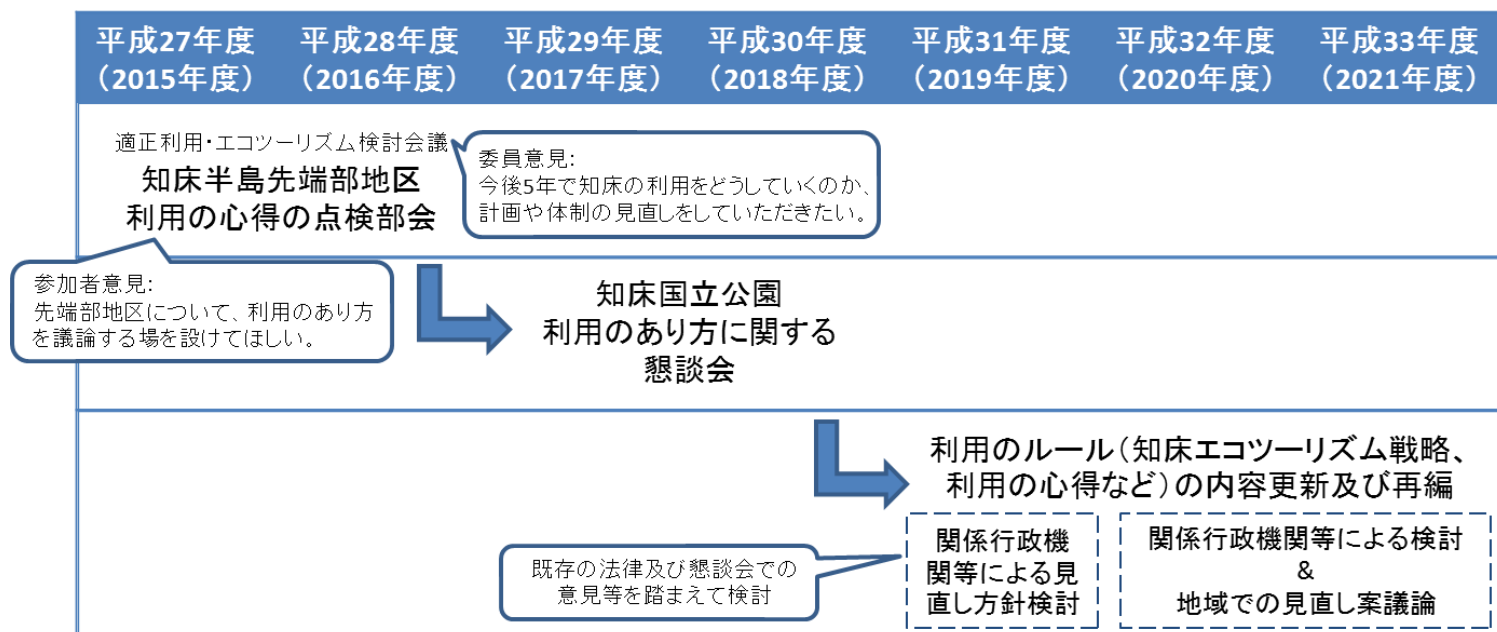 平成27年度 平成28年度 平成29年度 平成30年度 平成31年度 平成32年度 平成33年度
（2015年度） （2016年度） （2017年度） （2018年度） （2019年度） （2020年度） （2021年度）
適正利用・エコツーリズム検討会議
知床半島先端部地区
利用の心得の点検部会
委員意見:
今後5年で知床の利用をどうしていくのか、
計画や体制の見直しをしていただきたい。
参加者意見:
先端部地区について、利用のあり方
を議論する場を設けてほしい。
知床国立公園
利用のあり方に関する
懇談会
利用のルール（知床エコツーリズム戦略、
利用の心得など）の内容更新及び再編
既存の法律及び懇談会での
意見等を踏まえて検討
関係行政機
関等による見
直し方針検討
関係行政機関等による検討
&
地域での見直し案議論